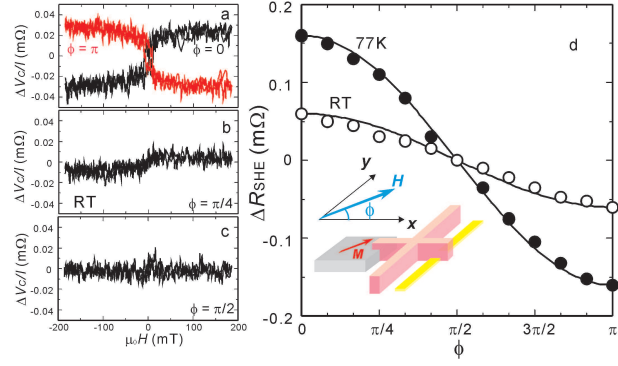 a
ΔVc/I (mΩ)
0.04
0.02
0
-0.02
-0.04
ϕ = π
ϕ = 0
b
ΔVc/I (mΩ)
0.04
0.02
0
-0.02
-0.04
RT
ϕ = π/4
c
ΔVc/I (mΩ)
0.04
0.02
0
-0.02
-0.04
ϕ = π/2
-200
-100
0
100
200
μ₀H (mT)
d
ΔR_SHE (mΩ)
0.2
0.1
0
-0.1
-0.2
77K
RT
y
H
ϕ
x
M
0
π/4
π/2
3π/2
π
ϕ